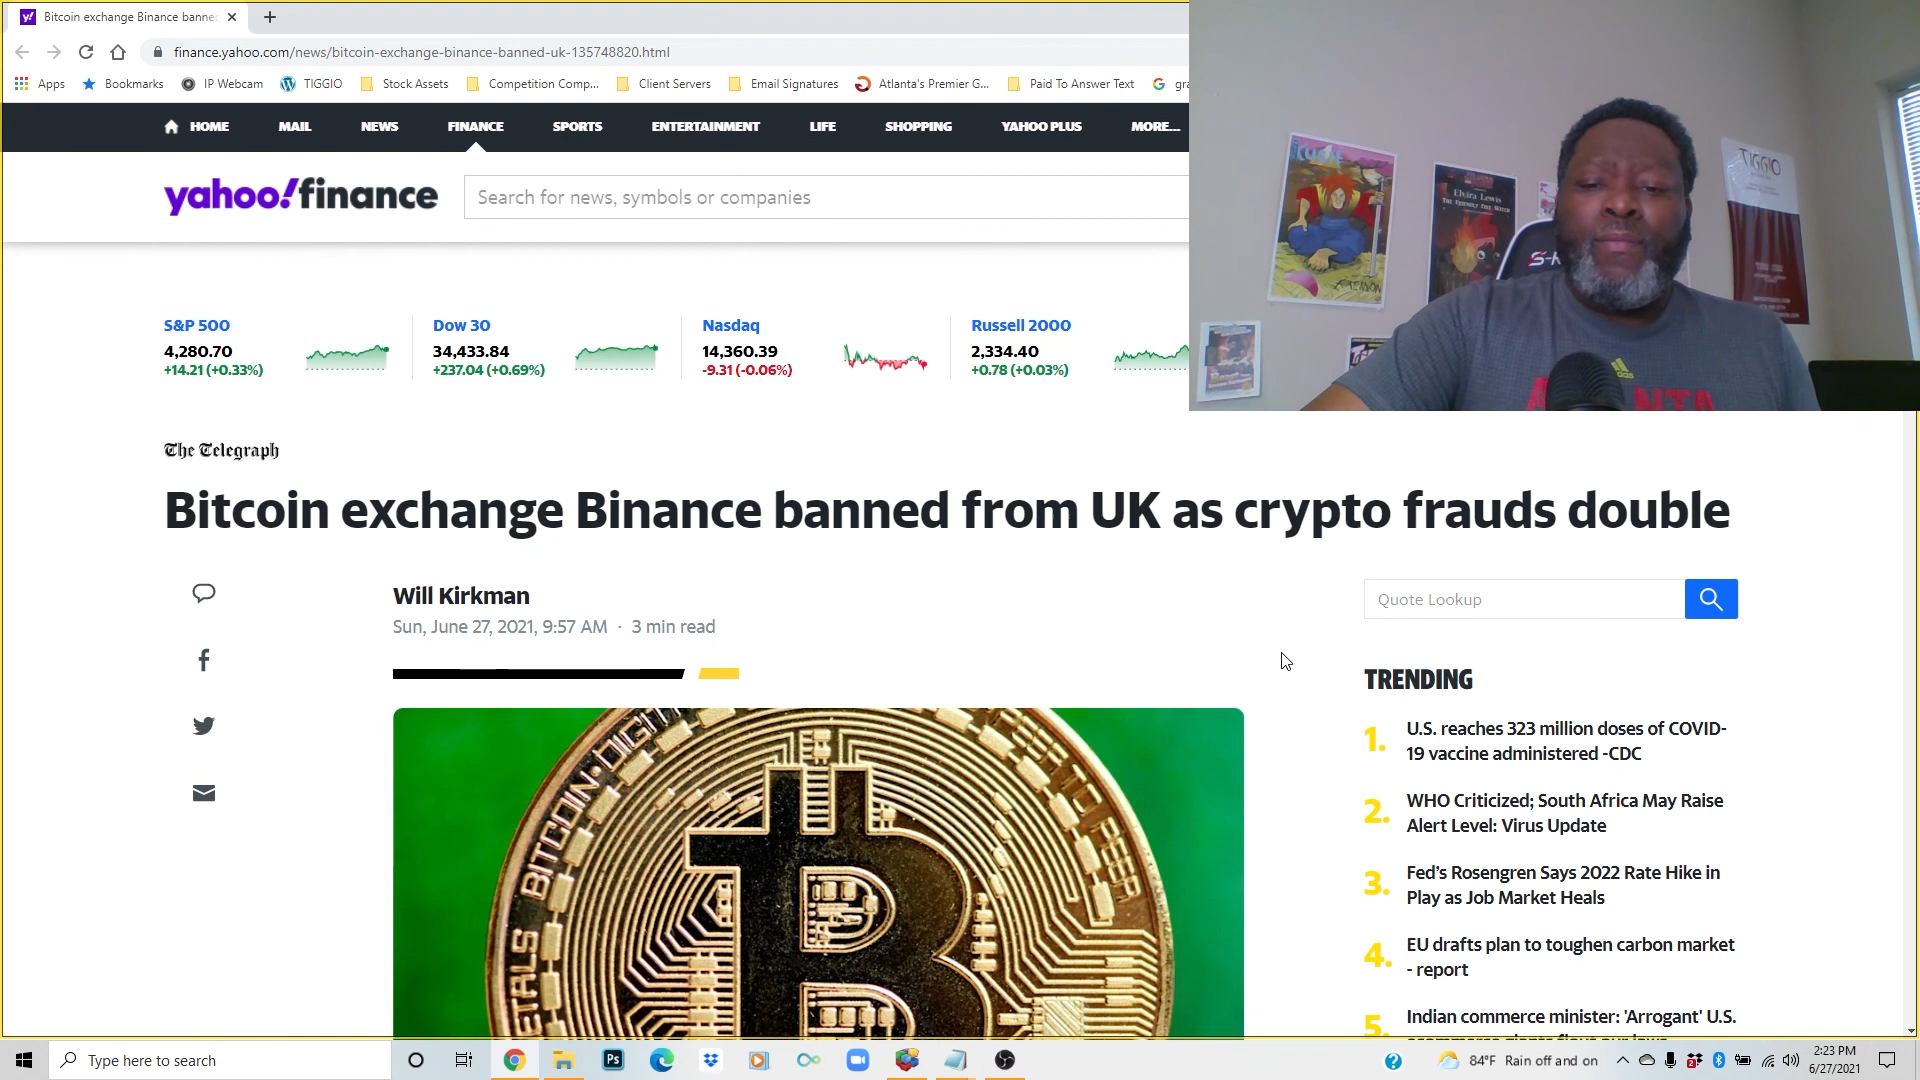 Bitcoin exchange Binance banne
finance.yahoo.com/news/bitcoin-exchange-binance-banned-uk-135748820.html
Apps Bookmarks IP Webcam TIGGIO Stock Assets Competition Comp... Client Servers Email Signatures Atlanta's Premier G... Paid To Answer Text gra
HOME MAIL NEWS FINANCE SPORTS ENTERTAINMENT LIFE SHOPPING YAHOO PLUS MORE...
yahoo!finance
Search for news, symbols or companies
TIGGIO
Elvira Lewis
S&P 500 Dow 30 Nasdaq Russell 2000
4,280.70 34,433.84 14,360.39 2,334.40
+14.21 (+0.33%) +237.04 (+0.69%) -9.31 (-0.06%) +0.78 (+0.03%)
The Telegraph
Bitcoin exchange Binance banned from UK as crypto frauds double
Will Kirkman
Sun, June 27, 2021, 9:57 AM · 3 min read
BITCOIN
Quote Lookup
TRENDING
1. U.S. reaches 323 million doses of COVID-
19 vaccine administered -CDC
2. WHO Criticized; South Africa May Raise
Alert Level: Virus Update
3. Fed's Rosengren Says 2022 Rate Hike in
Play as Job Market Heals
4. EU drafts plan to toughen carbon market
- report
5. Indian commerce minister: 'Arrogant' U.S.
Type here to search
84°F Rain off and on
2:23 PM
6/27/2021